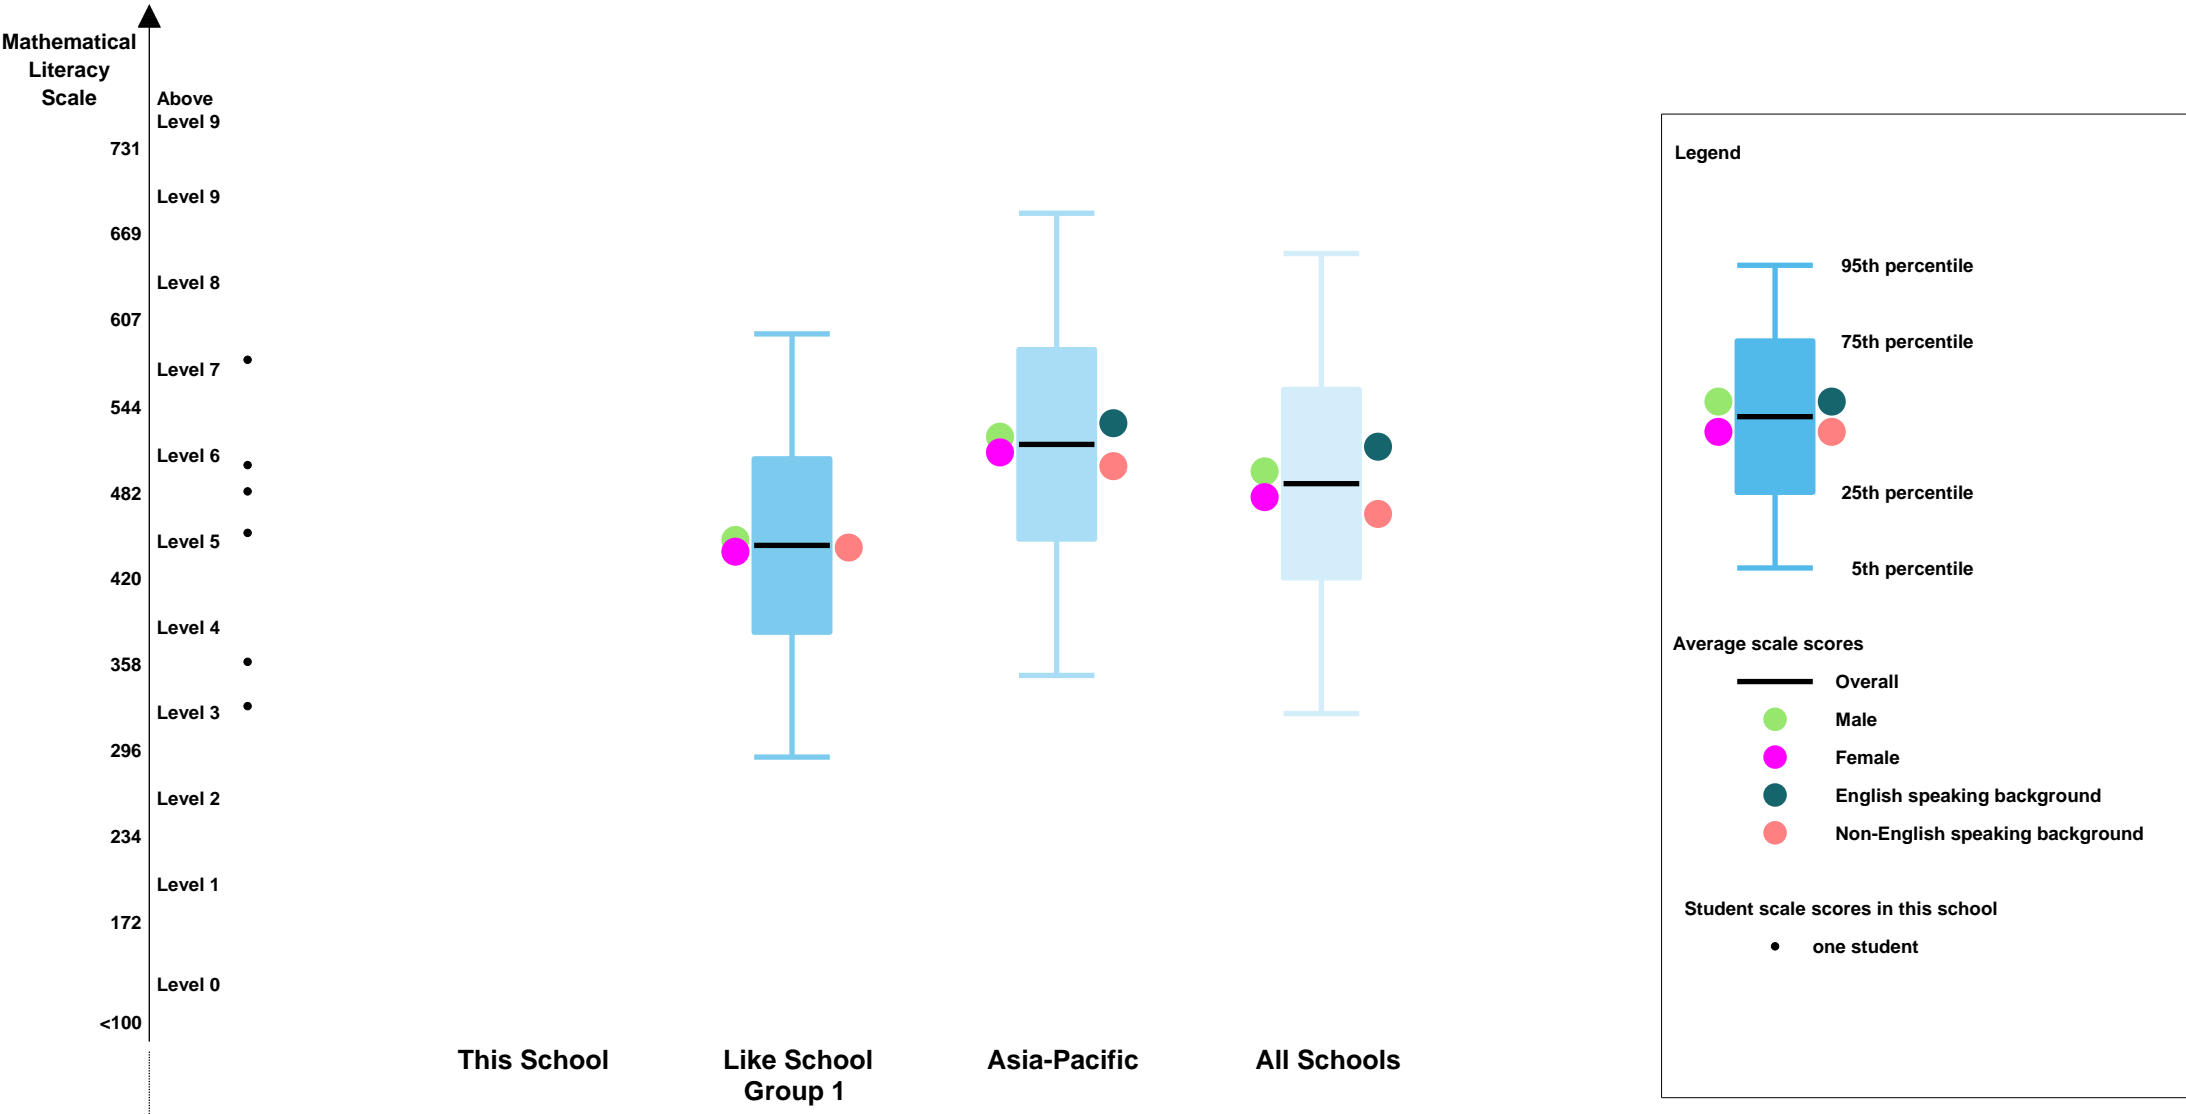 Mathematical
Literacy
Scale
Above
Level 9
731
Level 9
669
Level 8
607
Level 7
544
Level 6
482
Level 5
420
Level 4
358
Level 3
296
Level 2
234
Level 1
172
Level 0
<100
This School
Like School
Group 1
Asia-Pacific
All Schools
Legend
95th percentile
75th percentile
25th percentile
5th percentile
Average scale scores
Overall
Male
Female
English speaking background
Non-English speaking background
Student scale scores in this school
one student